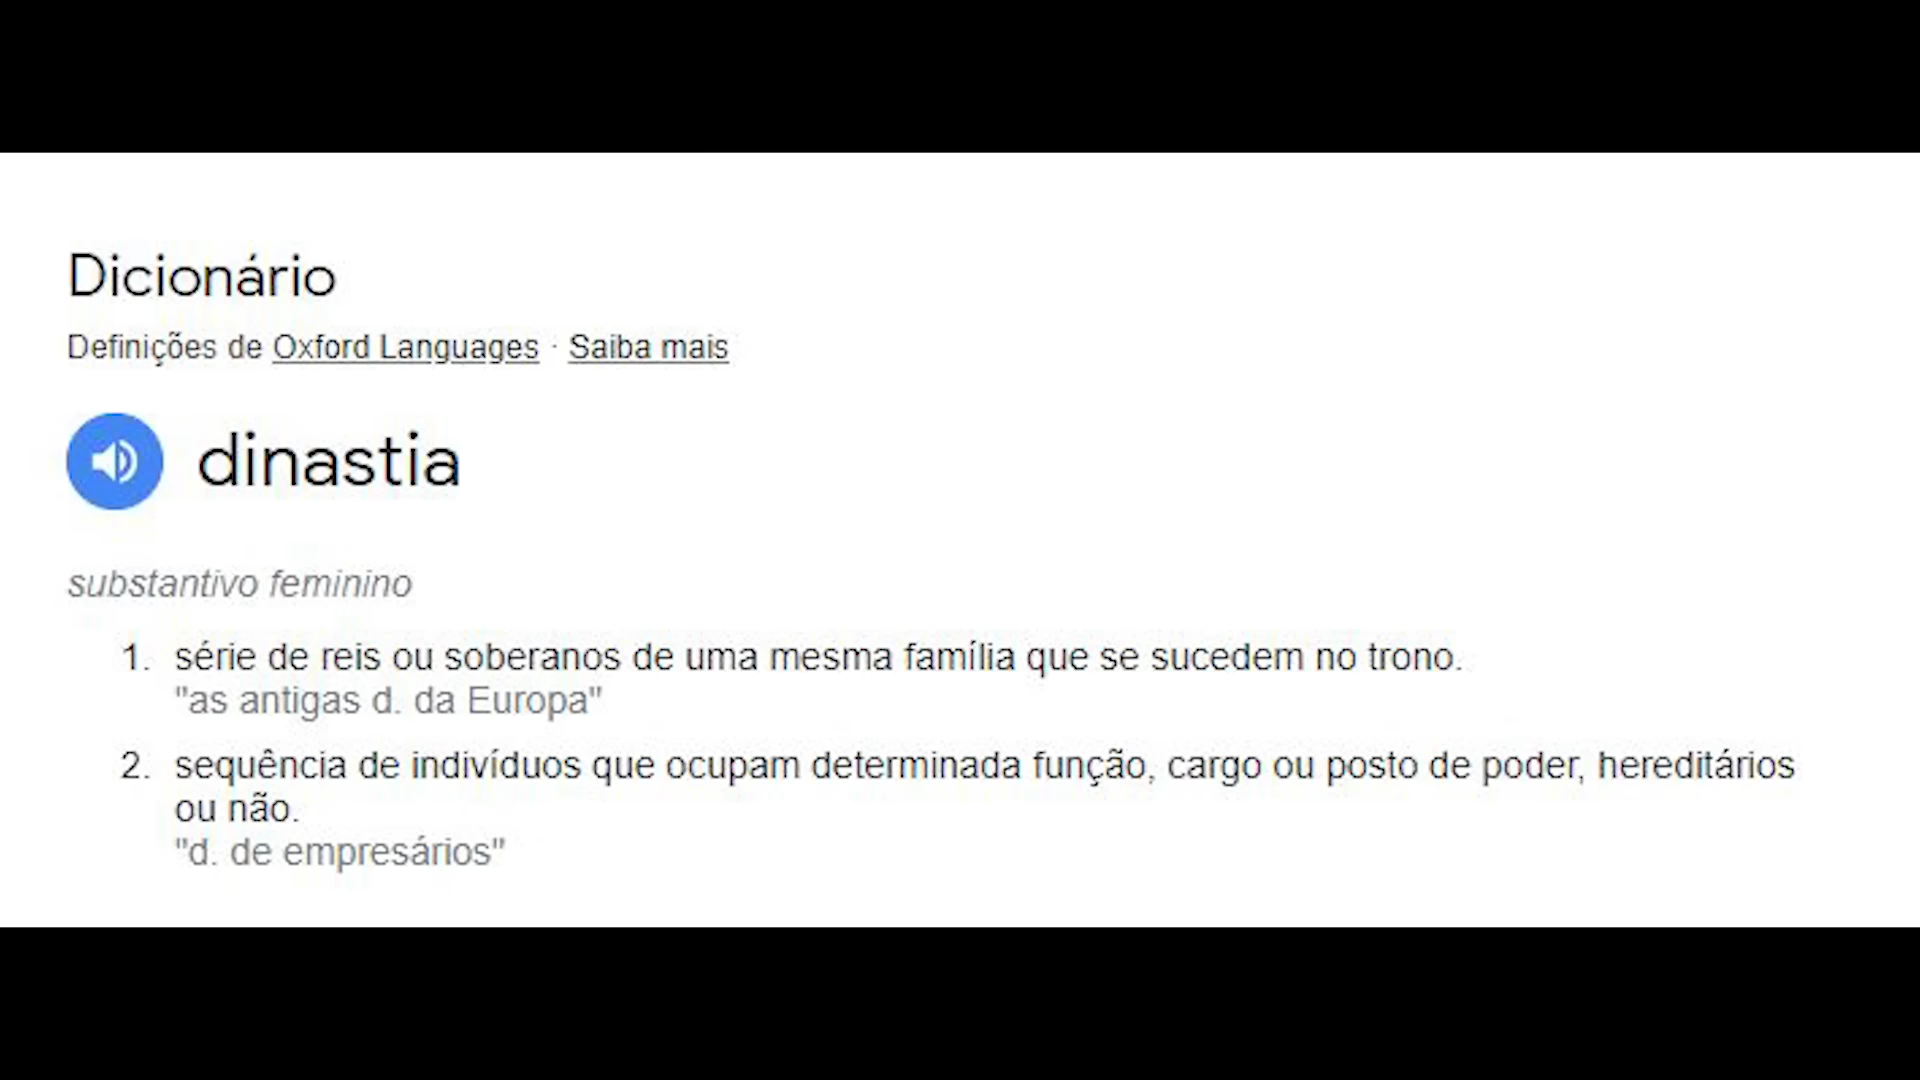 Dicionário
Definições de Oxford Languages · Saiba mais
dinastia
substantivo feminino
1. série de reis ou soberanos de uma mesma família que se sucedem no trono.
"as antigas d. da Europa"
2. sequência de indivíduos que ocupam determinada função, cargo ou posto de poder, hereditários
ou não.
"d. de empresários"